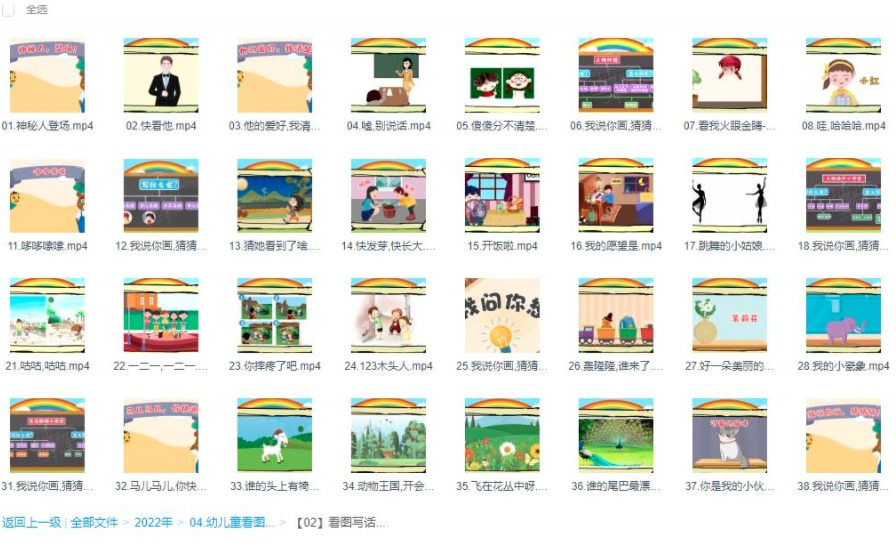 全选
01.神秘人登场.mp4
02.快看他.mp4
03.他的爱好,我清...
04.嘘,别说话.mp4
05.傻傻分不清楚....
06.我说你画,猜猜...
07.看我火眼金睛-...
08.哇,哈哈哈.mp4
11.哆哆嗦嗦.mp4
12.我说你画,猜猜...
13.猜她看到了啥....
14.快发芽,快长大....
15.开饭啦.mp4
16.我的愿望是.mp4
17.跳舞的小姑娘....
18.我说你画,猜猜...
21.咕咕,咕咕.mp4
22.一二一,一二一....
23.你摔疼了吧.mp4
24.123木头人.mp4
25.我说你画,猜猜...
26.轰隆隆,谁来了....
27.好一朵美丽的...
28.我的小瓷象.mp4
31.我说你画,猜猜...
32.马儿马儿,你快...
33.谁的头上有犄...
34.动物王国,开会...
35.飞在花丛中呀....
36.谁的尾巴最漂...
37.你是我的小伙...
38.我说你画,猜猜...
返回上一级 | 全部文件 > 2022年 > 04.幼儿童看图... > 【02】看图写话...